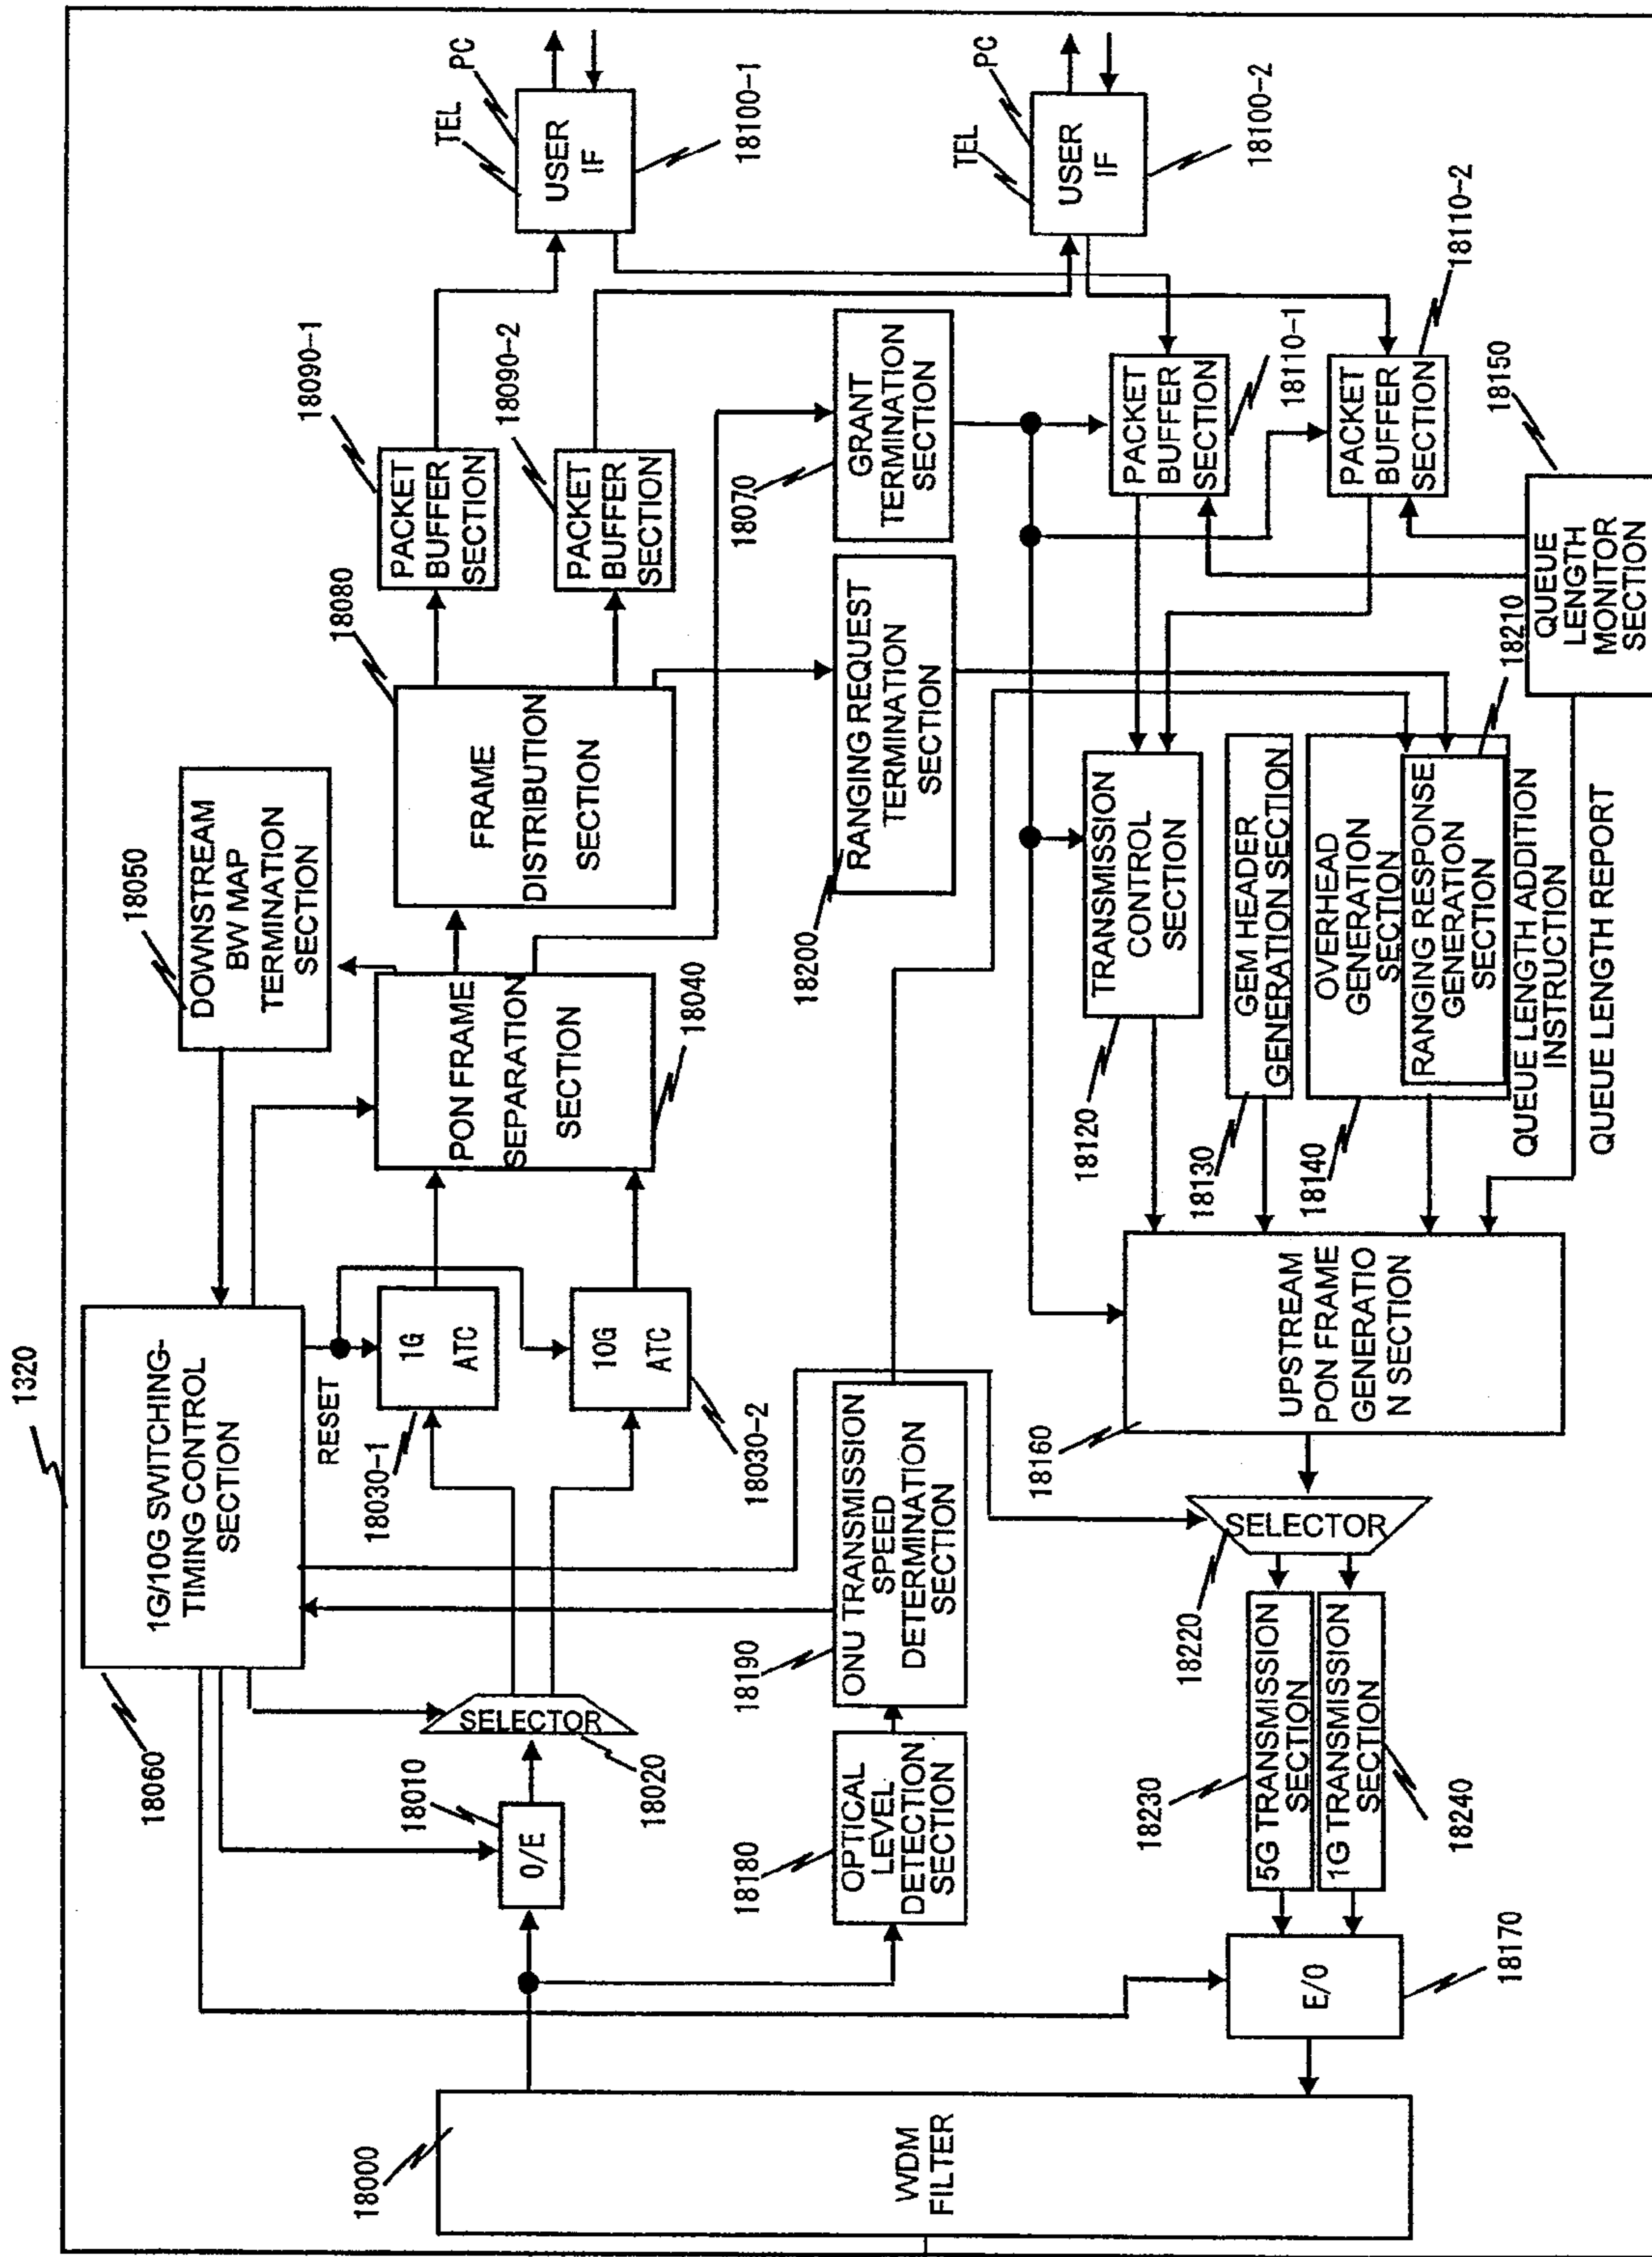 1320
18060
1G/10G SWITCHING-
TIMING CONTROL
SECTION
18050
DOWNSTREAM
BW MAP
TERMINATION
SECTION
RESET
18000
WDM
FILTER
18010
O/E
SELECTOR
18020
18030-1
1G
ATC
10G
ATC
18030-2
PON FRAME
SEPARATION
SECTION
18040
18080
FRAME
DISTRIBUTION
SECTION
18090-1
PACKET
BUFFER
SECTION
18090-2
PACKET
BUFFER
SECTION
TEL
PC
USER
IF
18100-1
TEL
PC
USER
IF
18100-2
18180
OPTICAL
LEVEL
DETECTION
SECTION
18190
ONU TRANSMISSION
SPEED
DETERMINATION
SECTION
18200
RANGING REQUEST
TERMINATION
SECTION
18070
GRANT
TERMINATION
SECTION
18110-1
PACKET
BUFFER
SECTION
18110-2
PACKET
BUFFER
SECTION
18120
TRANSMISSION
CONTROL
SECTION
18130
GEM HEADER
GENERATION SECTION
18140
OVERHEAD
GENERATION
SECTION
RANGING RESPONSE
GENERATION
SECTION
18210
18150
QUEUE
LENGTH
MONITOR
SECTION
QUEUE LENGTH ADDITION
INSTRUCTION
QUEUE LENGTH REPORT
18160
UPSTREAM
PON FRAME
GENERATIO
N SECTION
SELECTOR
18220
18230
5G TRANSMISSION
SECTION
1G TRANSMISSION
SECTION
18240
E/O
18170